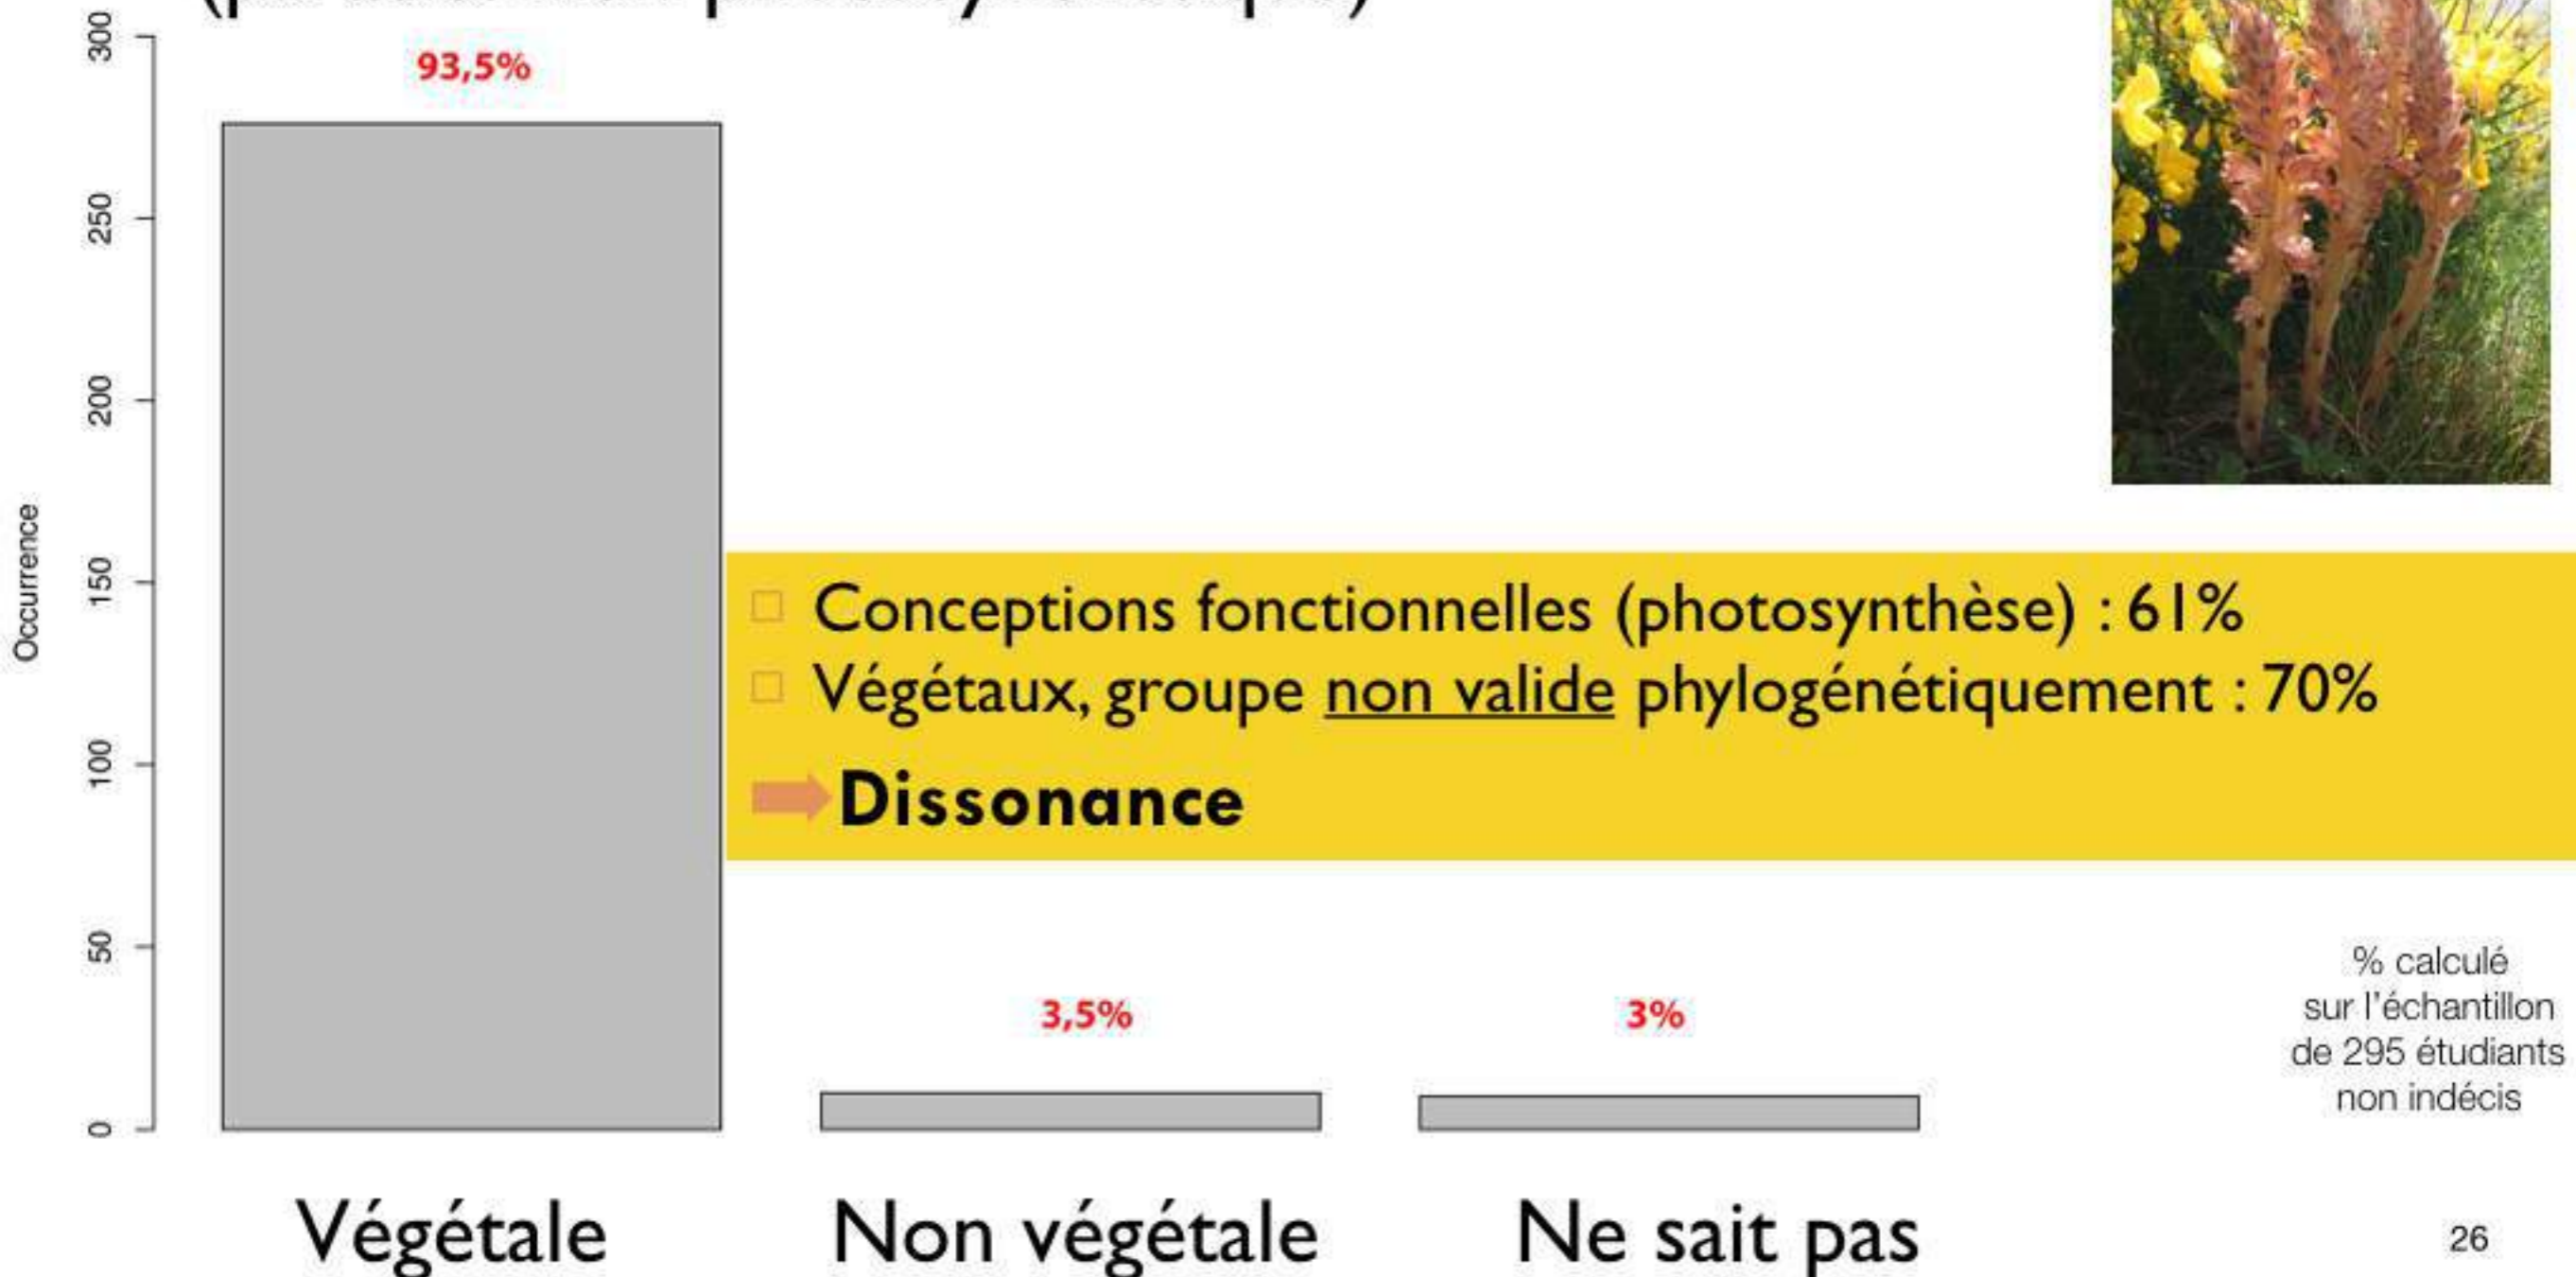 300
93,5%
250
200
150
100
50
0
Occurrence
Conceptions fonctionnelles (photosynthèse) : 61%
Végétaux, groupe non valide phylogénétiquement : 70%
Dissonance
3,5%
3%
% calculé
sur l'échantillon
de 295 étudiants
non indécis
Végétale
Non végétale
Ne sait pas
26